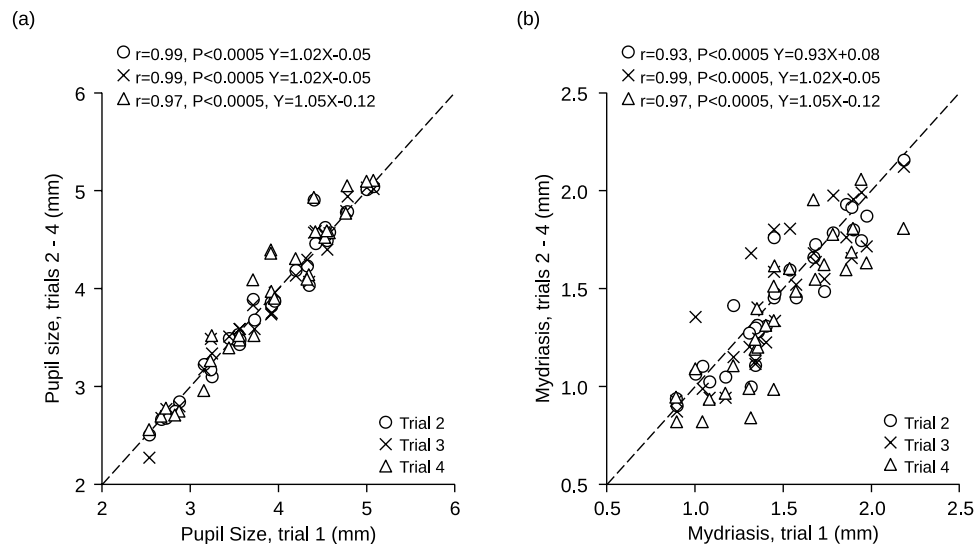 (a)
r=0.99, P<0.0005 Y=1.02X−0.05
r=0.99, P<0.0005 Y=1.02X−0.05
r=0.97, P<0.0005, Y=1.05X−0.12
6
5
4
3
2
Pupil size, trials 2 - 4 (mm)
Trial 2
Trial 3
Trial 4
2 3 4 5 6
Pupil Size, trial 1 (mm)
(b)
r=0.93, P<0.0005 Y=0.93X+0.08
r=0.99, P<0.0005 Y=1.02X−0.05
r=0.97, P<0.0005, Y=1.05X−0.12
2.5
2.0
1.5
1.0
0.5
Mydriasis, trials 2 - 4 (mm)
Trial 2
Trial 3
Trial 4
0.5 1.0 1.5 2.0 2.5
Mydriasis, trial 1 (mm)